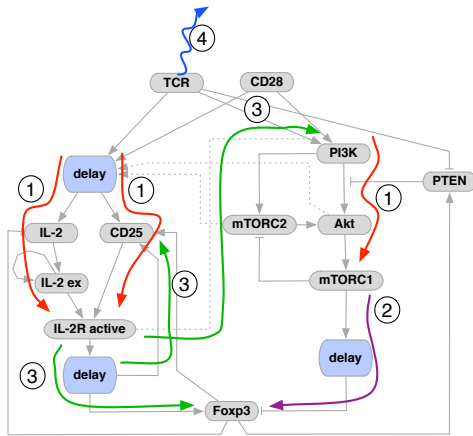 4
TCR
CD28
3
PI3K
delay
1
1
PTEN
1
IL-2
CD25
mTORC2
Akt
IL-2 ex
mTORC1
3
2
IL-2R active
delay
delay
3
Foxp3